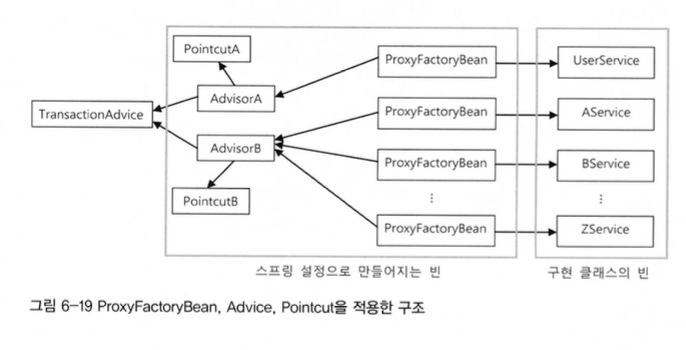 PointcutA
ProxyFactoryBean
UserService
AdvisorA
TransactionAdvice
ProxyFactoryBean
AService
AdvisorB
ProxyFactoryBean
BService
PointcutB
⋮
⋮
ProxyFactoryBean
ZService
스프링 설정으로 만들어지는 빈
구현 클래스의 빈
그림 6-19 ProxyFactoryBean, Advice, Pointcut을 적용한 구조